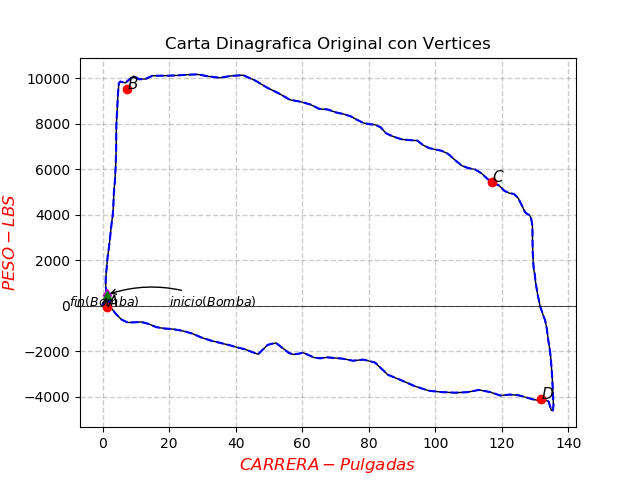 Carta Dinagrafica Original con Vertices
10000
8000
6000
4000
2000
0
−2000
−4000
PESO − LBS
B
C
A
fin(Bomba)
inicio(Bomba)
D
0 20 40 60 80 100 120 140
CARRERA − Pulgadas